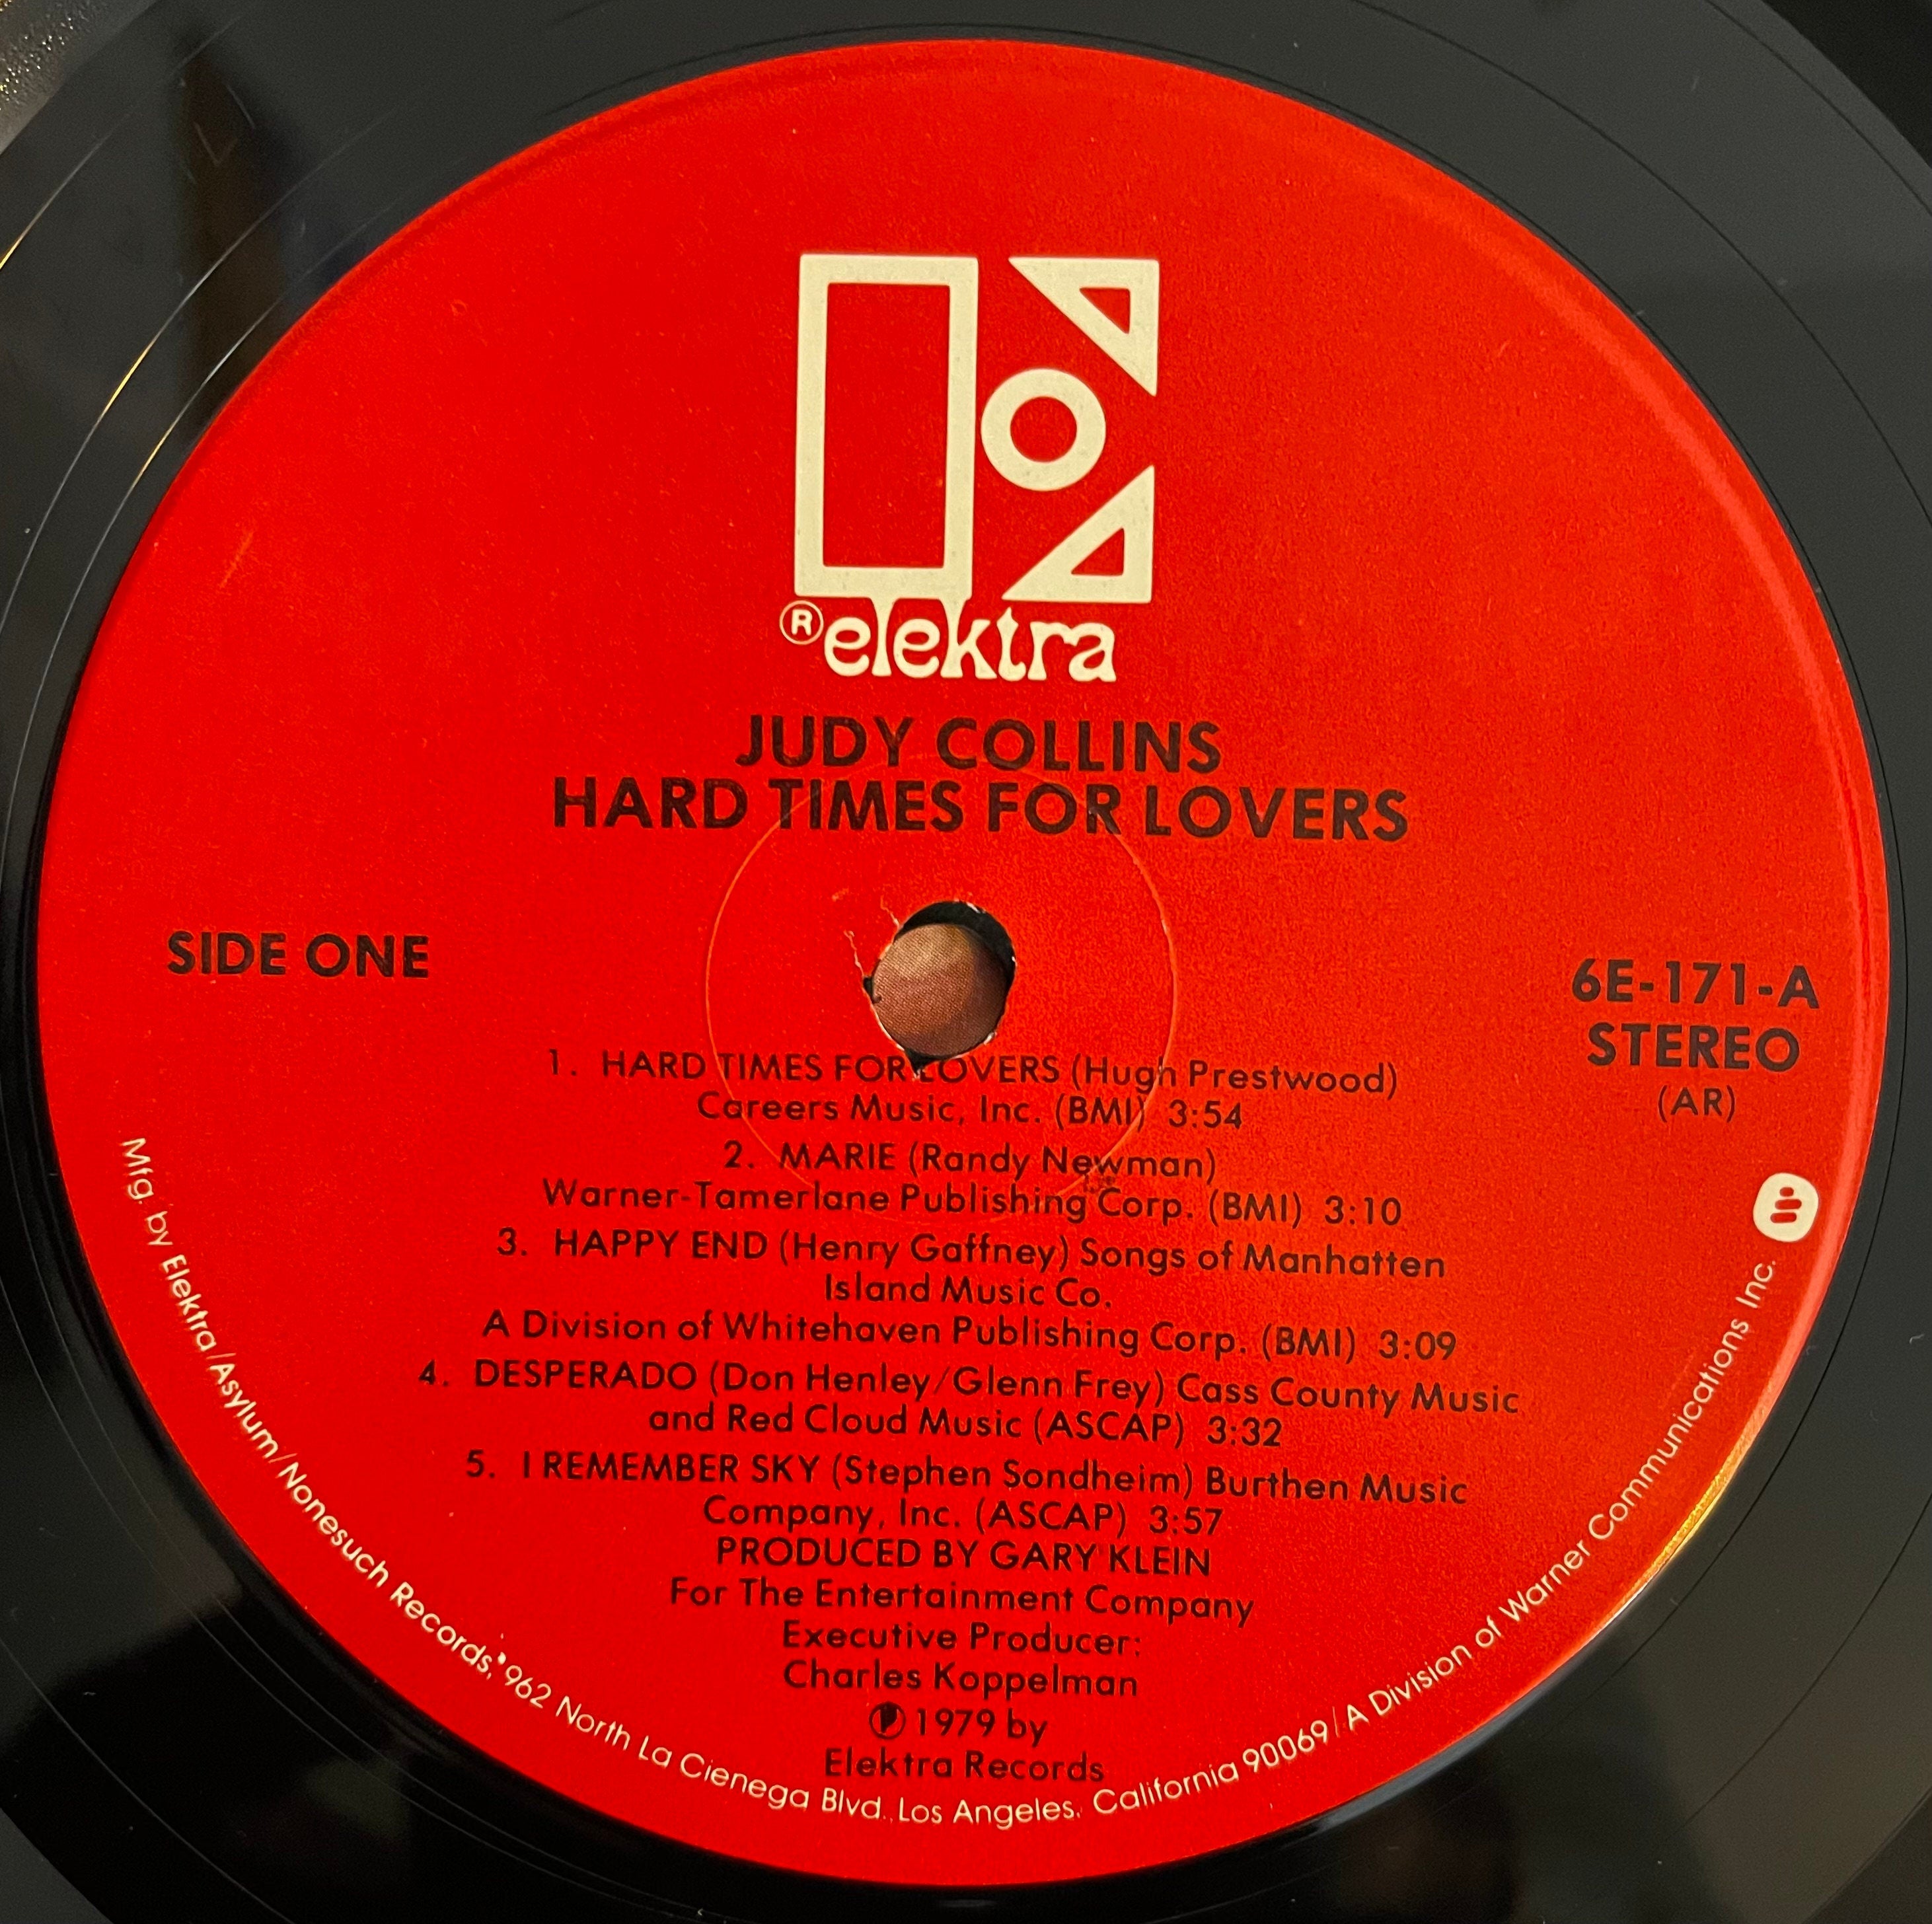 ® elektra
JUDY COLLINS
HARD TIMES FOR LOVERS
SIDE ONE
6E-171-A
STEREO
(AR)
1. HARD TIMES FOR LOVERS (Hugh Prestwood)
Careers Music, Inc. (BMI) 3:54
2. MARIE (Randy Newman)
Warner-Tamerlane Publishing Corp. (BMI) 3:10
3. HAPPY END (Henry Gaffney) Songs of Manhatten
Island Music Co.
A Division of Whitehaven Publishing Corp. (BMI) 3:09
4. DESPERADO (Don Henley/Glenn Frey) Cass County Music
and Red Cloud Music (ASCAP) 3:32
5. I REMEMBER SKY (Stephen Sondheim) Burthen Music
Company, Inc. (ASCAP) 3:57
PRODUCED BY GARY KLEIN
For The Entertainment Company
Executive Producer:
Charles Koppelman
℗ 1979 by
Elektra Records
Mfg. by Elektra/Asylum/Nonesuch Records, 962 North La Cienega Blvd., Los Angeles, California 90069/A Division of Warner Communications Inc.